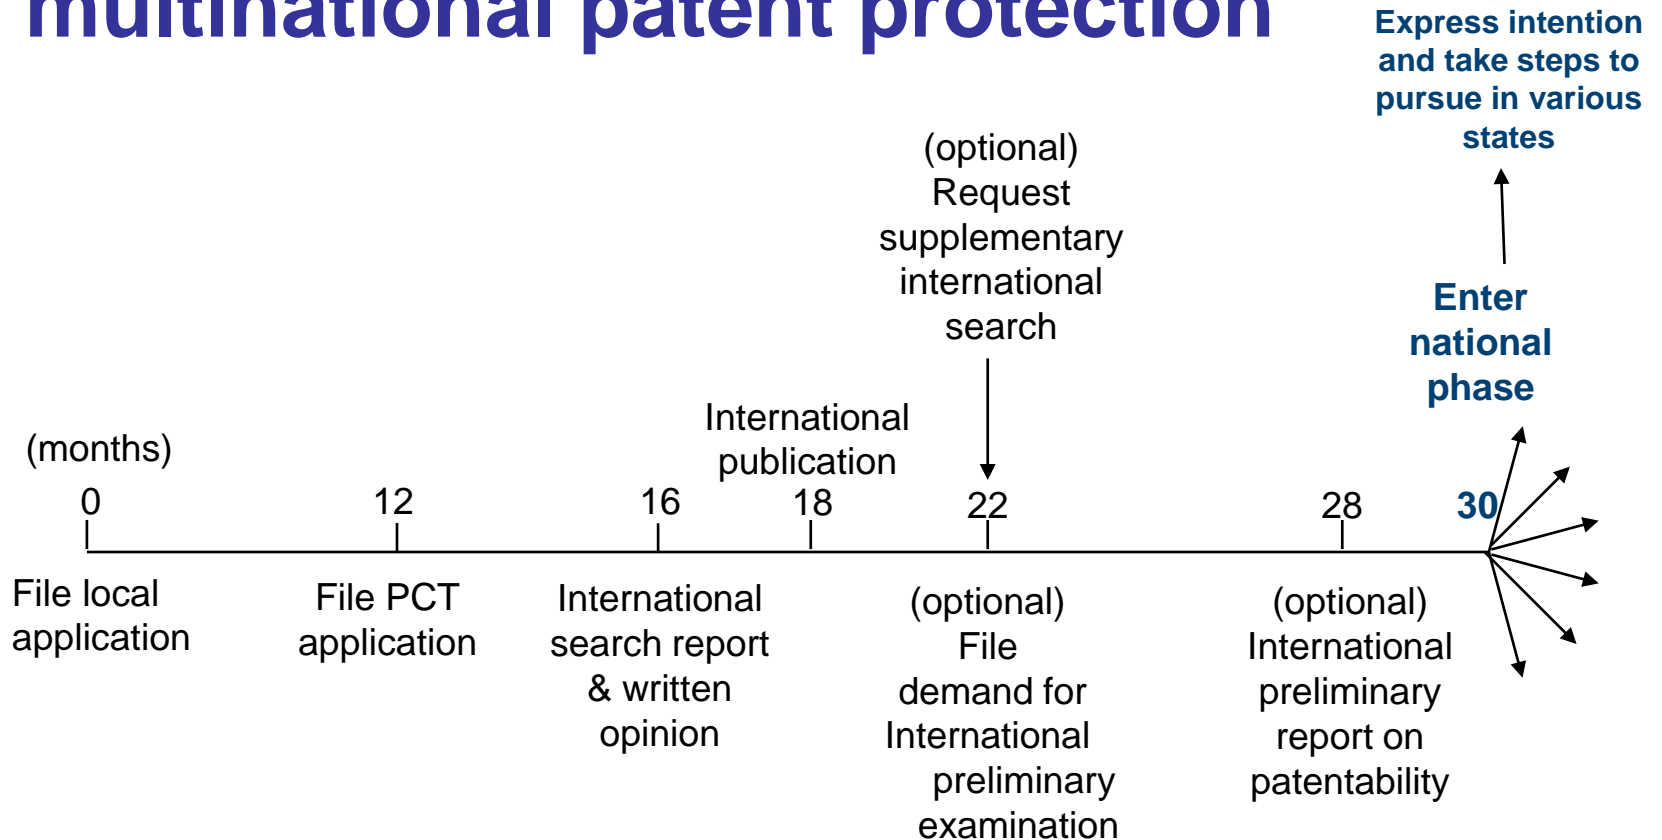 multinational patent protection
Express intention
and take steps to
pursue in various
states
(optional)
Request
supplementary
international
search
Enter
national
phase
International
publication
(months)
0
12
16
18
22
28
30
File local
application
File PCT
application
International
search report
& written
opinion
(optional)
File
demand for
International
preliminary
examination
(optional)
International
preliminary
report on
patentability